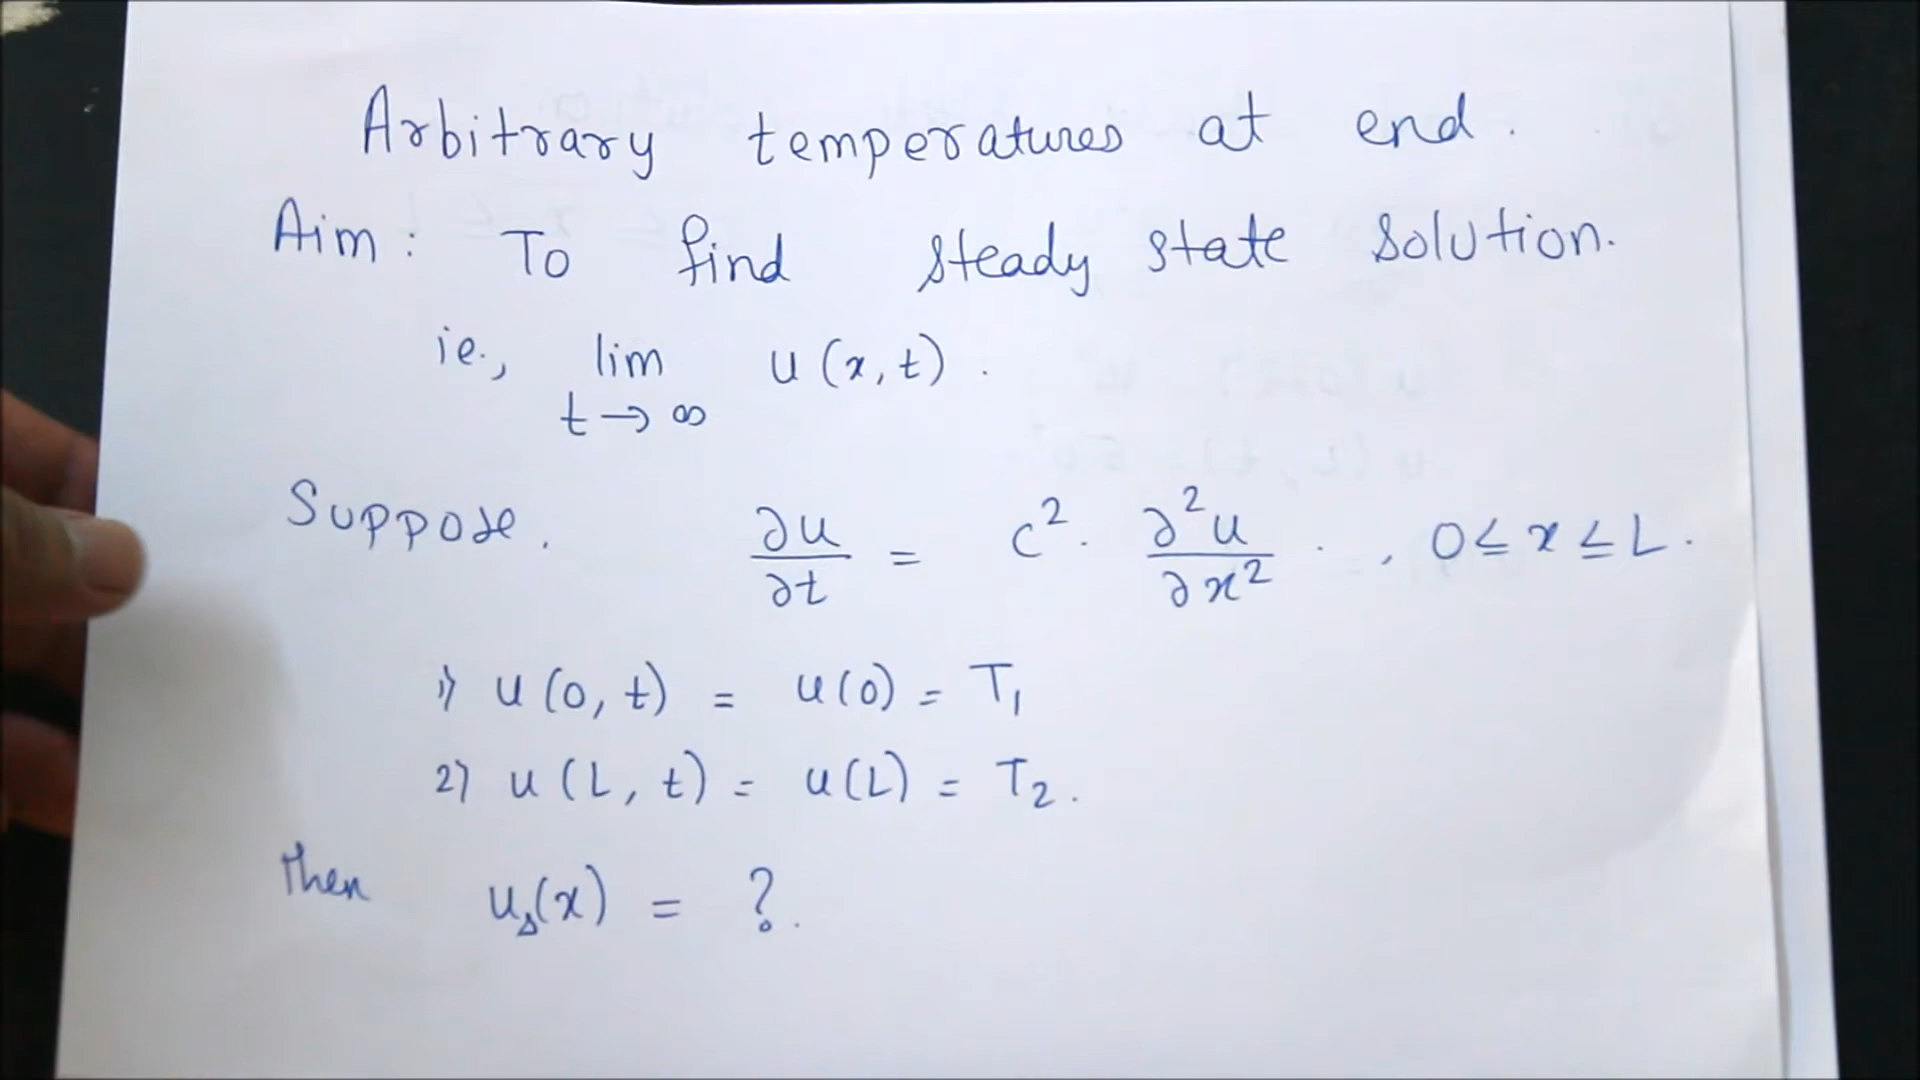 Arbitrary temperatures at end.
Aim: To find steady state solution.
ie., lim u(x,t).
t→∞
Suppose, ∂u/∂t = c². ∂²u/∂x² ., 0≤x≤L.
1) u(0,t) = u(0) = T₁
2) u(L,t) = u(L) = T₂.
then uₛ(x) = ?.